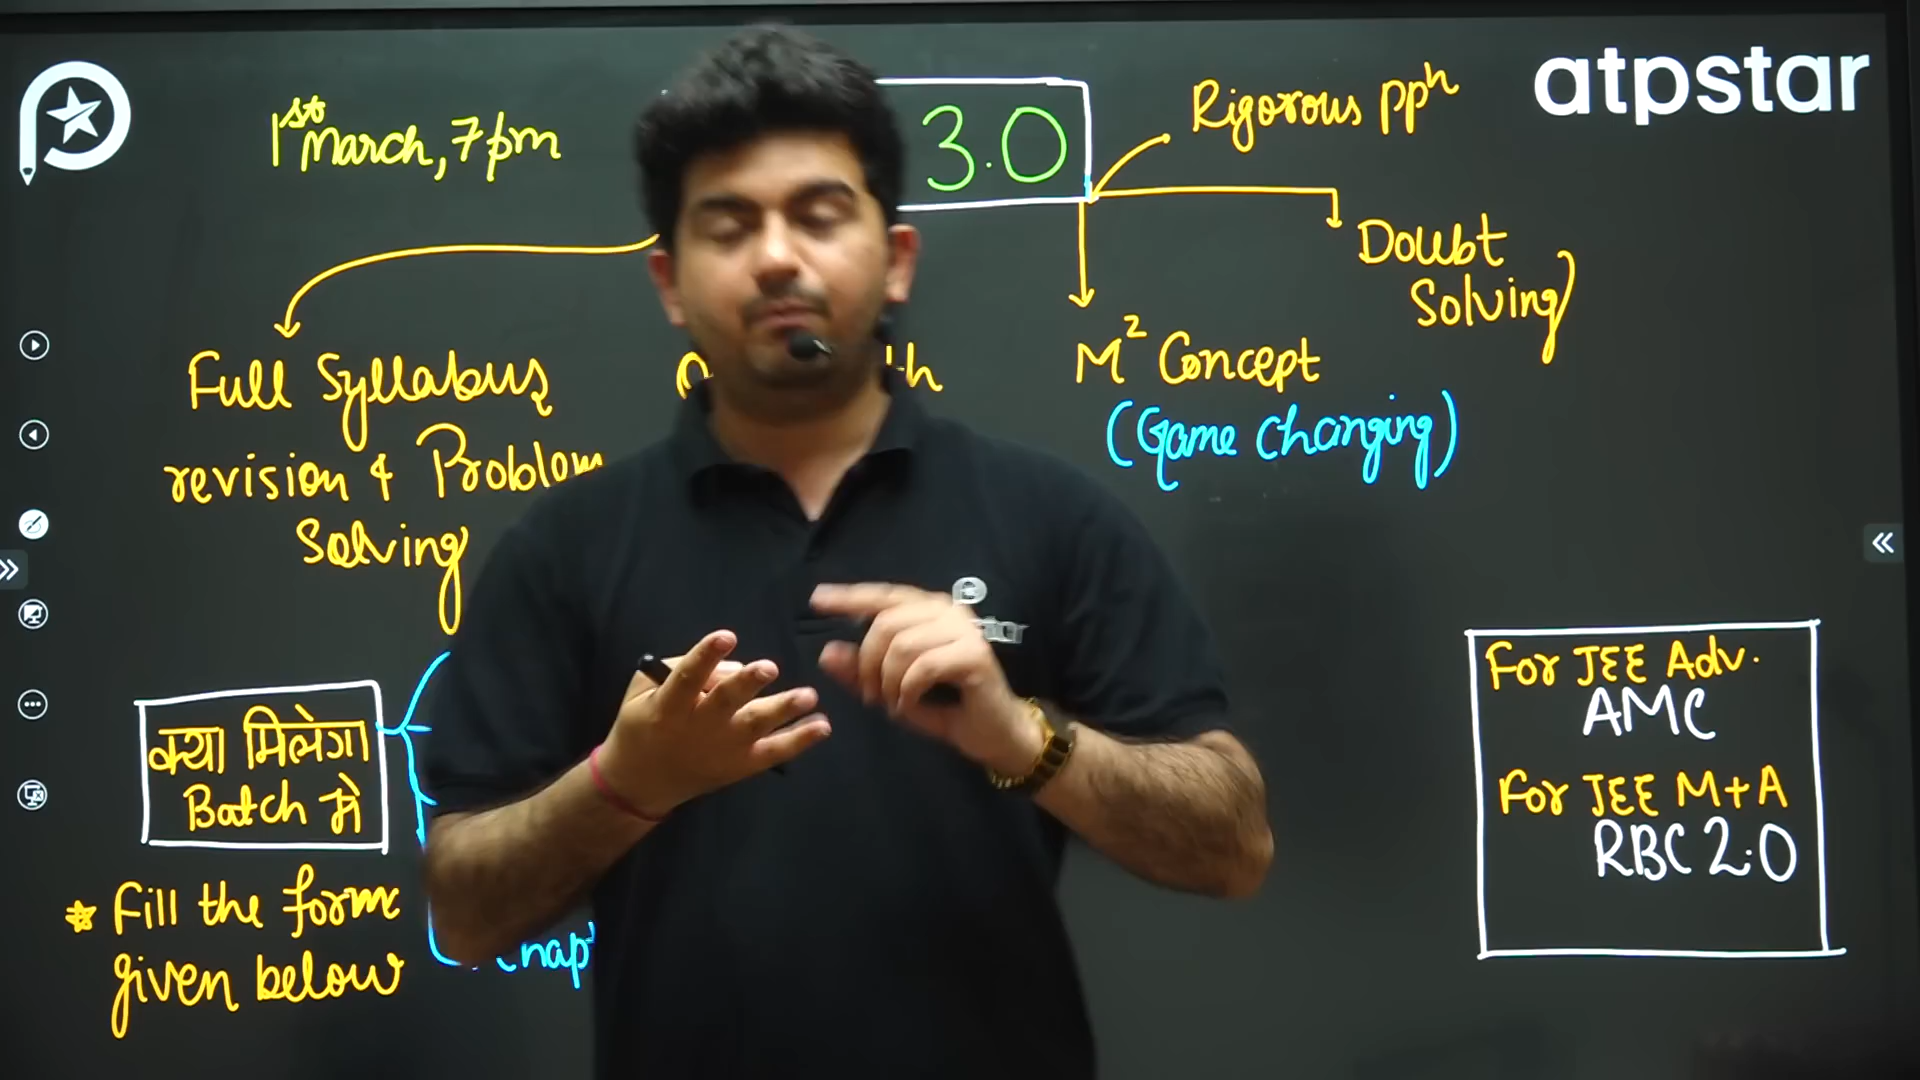 atpstar
1st March, 7pm
3.0
Rigorous PPh
Doubt
Solving
Full Syllabus
revision & Problem
Solving
M² Concept
(Game Changing)
क्या मिलेगा
Batch में
* Fill the form
given below
For JEE Adv.
AMC
For JEE M+A
RBC 2.0